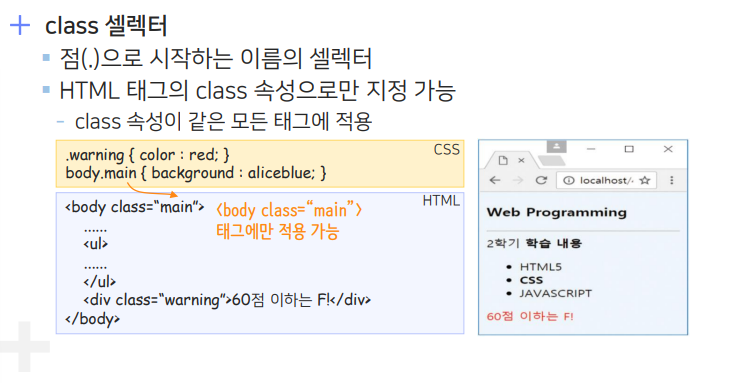 class 셀렉터
점(.)으로 시작하는 이름의 셀렉터
HTML 태그의 class 속성으로만 지정 가능
- class 속성이 같은 모든 태그에 적용
CSS
.warning { color : red; }
body.main { background : aliceblue; }
HTML
<body class=“main”>
<body class=“main”>
태그에만 적용 가능
......
<ul>
......
</ul>
<div class=“warning”>60점 이하는 F!</div>
</body>
localhost/
Web Programming
2학기 학습 내용
HTML5
CSS
JAVASCRIPT
60점 이하는 F!